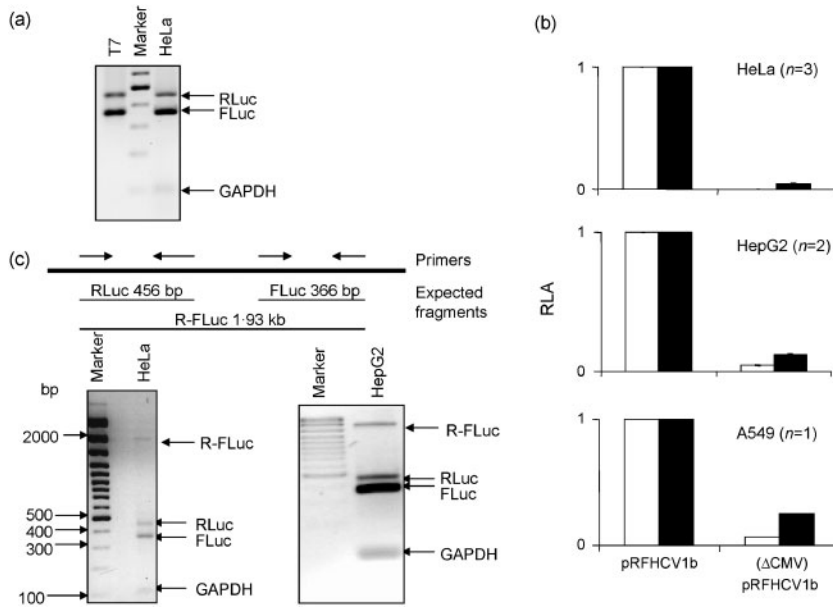 (a)
T7
Marker
HeLa
RLuc
FLuc
GAPDH
(b)
1
HeLa (n=3)
0
1
HepG2 (n=2)
RLA
0
1
A549 (n=1)
0
pRFHCV1b
(ΔCMV)
pRFHCV1b
(c)
Primers
RLuc 456 bp
FLuc 366 bp
Expected
fragments
R-FLuc 1·93 kb
Marker
HeLa
bp
2000
500
400
300
100
R-FLuc
RLuc
FLuc
GAPDH
Marker
HepG2
R-FLuc
RLuc
FLuc
GAPDH